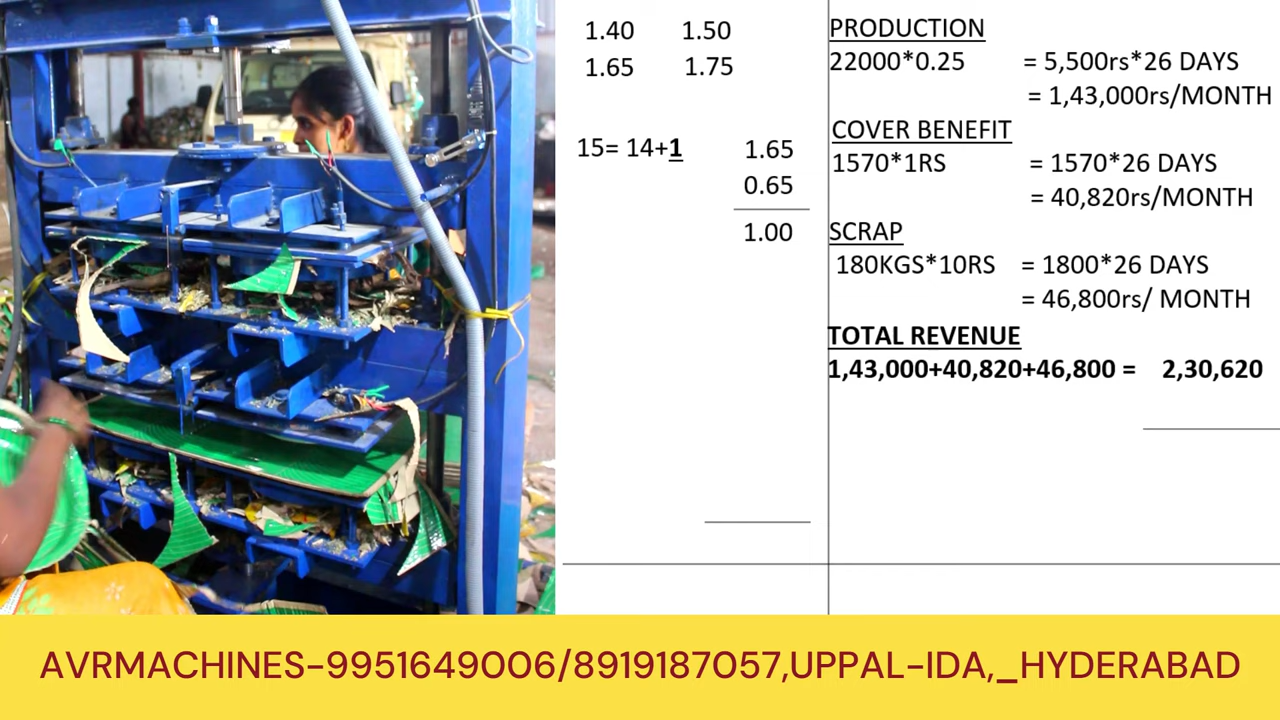 1.40 1.50
1.65 1.75
15= 14+1
1.65
0.65
1.00
PRODUCTION
22000*0.25 = 5,500rs*26 DAYS
= 1,43,000rs/MONTH
COVER BENEFIT
1570*1RS = 1570*26 DAYS
= 40,820rs/MONTH
SCRAP
180KGS*10RS = 1800*26 DAYS
= 46,800rs/ MONTH
TOTAL REVENUE
1,43,000+40,820+46,800 = 2,30,620
AVRMACHINES-9951649006/8919187057,UPPAL-IDA,_HYDERABAD